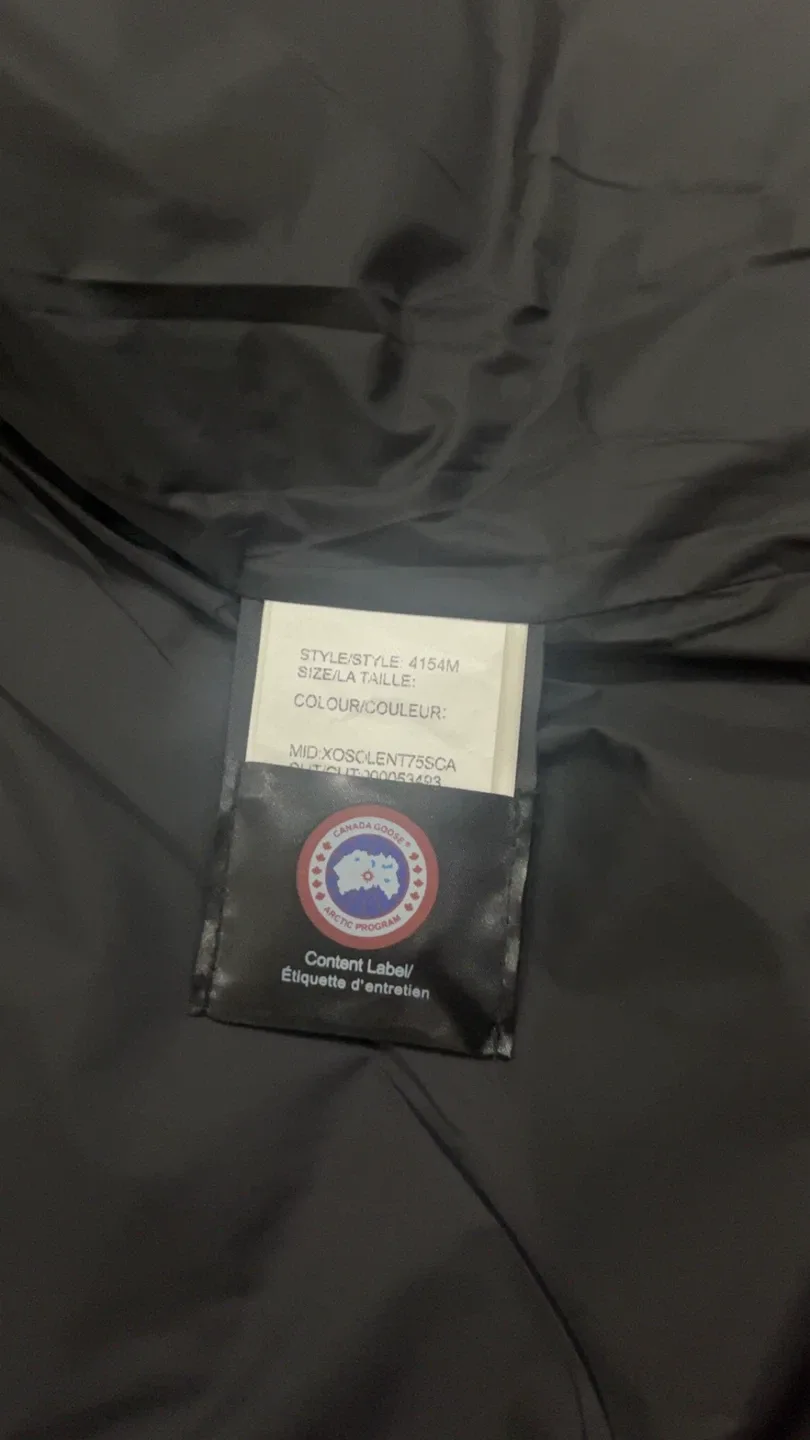 STYLE/STYLE: 4154M
SIZE/LA TAILLE:
COLOUR/COULEUR:
MID:XOSOLENT75SCA
CANADA GOOSE®
ARCTIC PROGRAM
Content Label/
Étiquette d'entretien